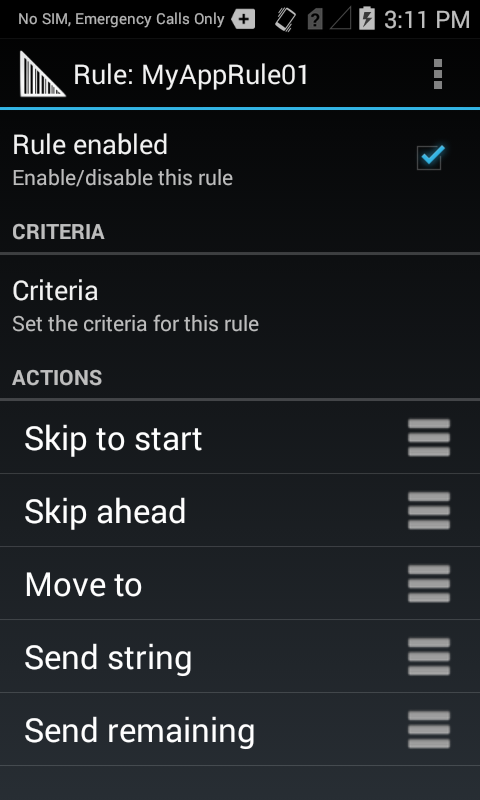 No SIM, Emergency Calls Only 3:11 PM
Rule: MyAppRule01
Rule enabled
Enable/disable this rule
CRITERIA
Criteria
Set the criteria for this rule
ACTIONS
Skip to start
Skip ahead
Move to
Send string
Send remaining